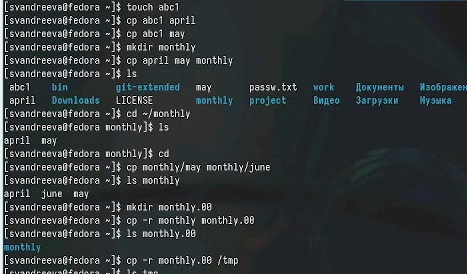 [svandreeva@fedora ~]$ touch abc1
[svandreeva@fedora ~]$ cp abc1 april
[svandreeva@fedora ~]$ cp abc1 may
[svandreeva@fedora ~]$ mkdir monthly
[svandreeva@fedora ~]$ cp april may monthly
[svandreeva@fedora ~]$ ls
abc1 bin git-extended may passw.txt work Документы Изображен
april Downloads LICENSE monthly project Видео Загрузки Музыка
[svandreeva@fedora ~]$ cd ~/monthly
[svandreeva@fedora monthly]$ ls
april may
[svandreeva@fedora monthly]$ cd
[svandreeva@fedora ~]$ cp monthly/may monthly/june
[svandreeva@fedora ~]$ ls monthly
april june may
[svandreeva@fedora ~]$ mkdir monthly.00
[svandreeva@fedora ~]$ cp -r monthly monthly.00
[svandreeva@fedora ~]$ ls monthly.00
monthly
[svandreeva@fedora ~]$ cp -r monthly.00 /tmp
[svandreeva@fedora ~]$ ls tmp